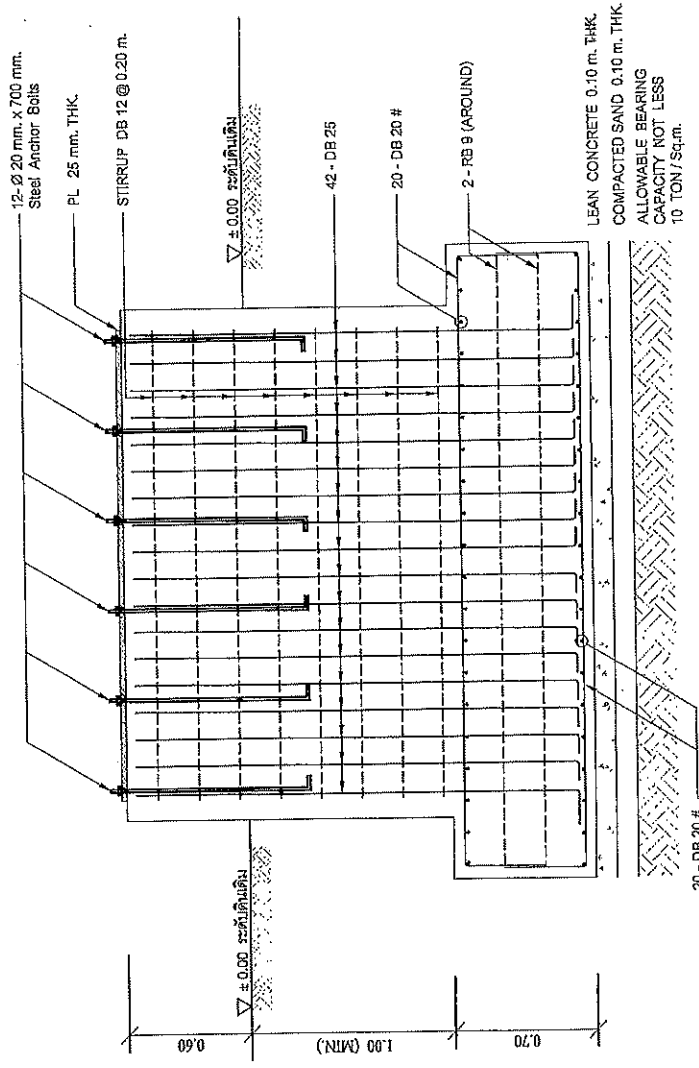 12- Ø 20 mm. x 700 mm.
Steel Anchor Bolts
PL 25 mm. THK.
STIRRUP DB 12 @ 0.20 m.
± 0.00 ระดับดินเดิม
42 - DB 25
20 - DB 20 #
2 - RB 9 (AROUND)
LEAN CONCRETE 0.10 m. THK.
COMPACTED SAND 0.10 m. THK.
ALLOWABLE BEARING
CAPACITY NOT LESS
10 TON / Sq.m.
± 0.00 ระดับดินเดิม
20 - DB 20 #
0.60
1.00 (MIN.)
0.70